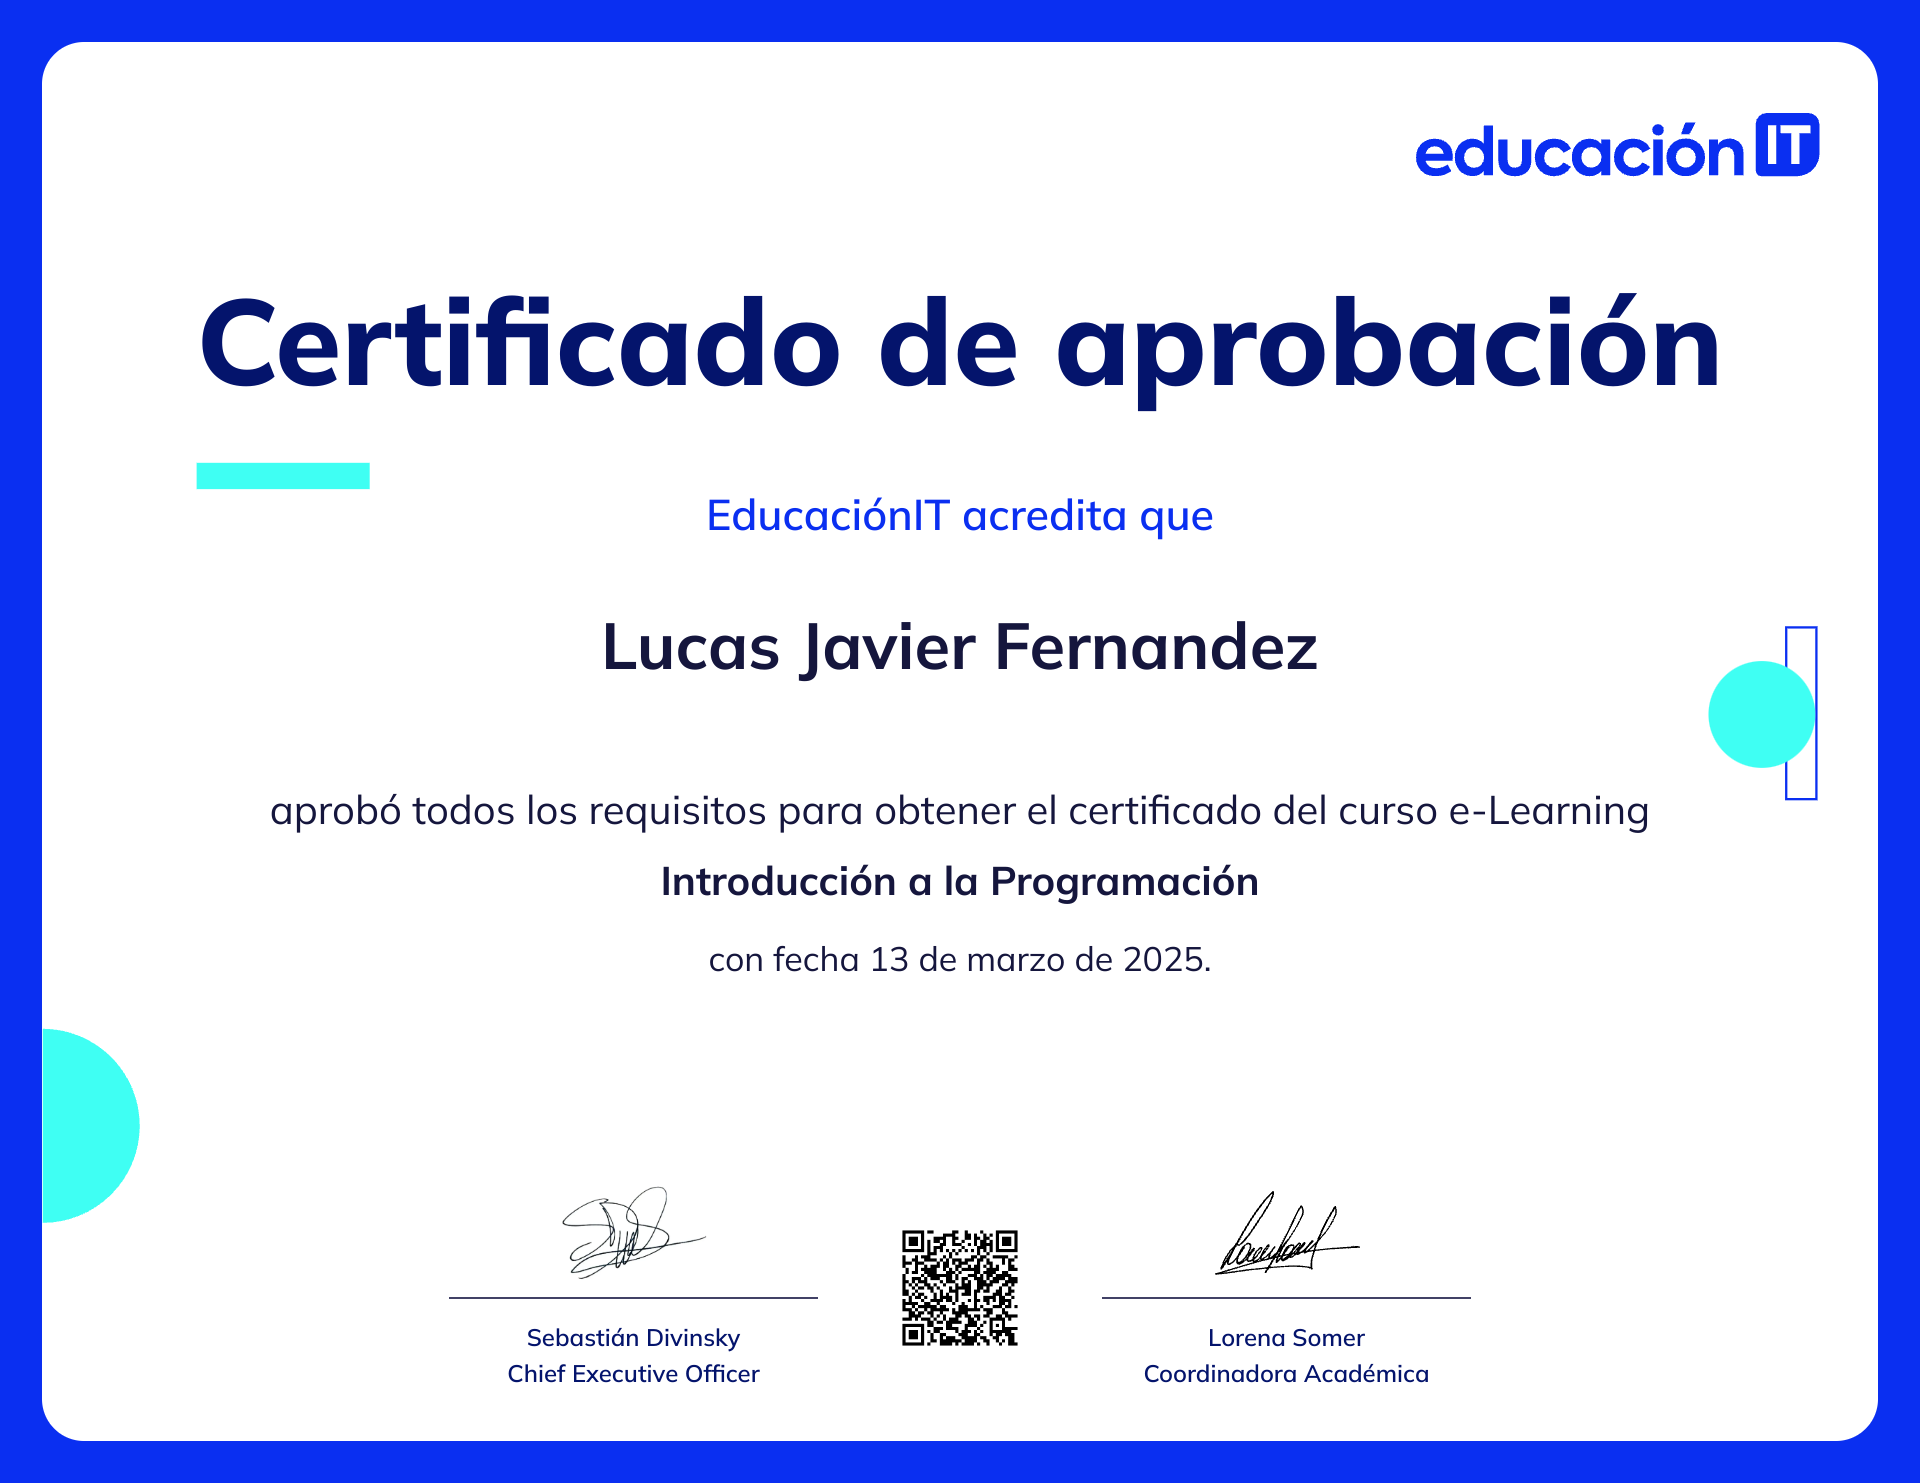 educación IT
Certificado de aprobación
EducaciónIT acredita que
Lucas Javier Fernandez
aprobó todos los requisitos para obtener el certificado del curso e-Learning
Introducción a la Programación
con fecha 13 de marzo de 2025.
Sebastián Divinsky
Chief Executive Officer
Lorena Somer
Coordinadora Académica